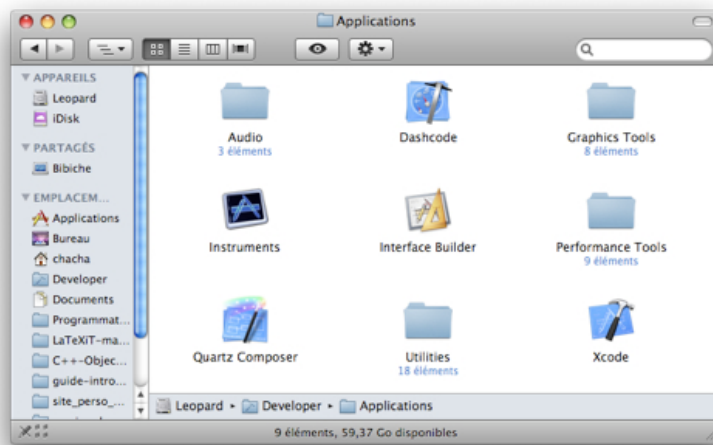 Applications
APPAREILS
Leopard
iDisk
PARTAGÉS
Bibiche
EMPLACEM...
Applications
Bureau
chacha
Developer
Documents
Programmat...
LaTeXiT-ma...
C++-Objec...
guide-intro...
site_perso_...
Audio
3 éléments
Dashcode
Graphics Tools
8 éléments
Instruments
Interface Builder
Performance Tools
9 éléments
Quartz Composer
Utilities
18 éléments
Xcode
Leopard ▸ Developer ▸ Applications
9 éléments, 59,37 Go disponibles